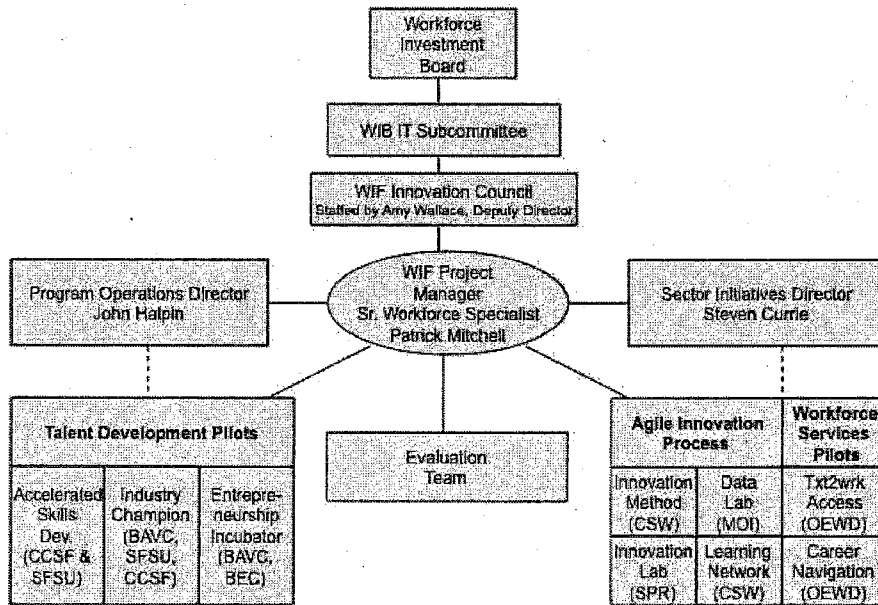 Workforce
Investment
Board
WIB IT Subcommittee
WIF Innovation Council
Staffed by Amy Wallace, Deputy Director
Program Operations Director
John Halpin
WIF Project
Manager
Sr. Workforce Specialist
Patrick Mitchell
Sector Initiatives Director
Steven Currie
Talent Development Pilots
Accelerated
Skills
Dev.
(CCSF &
SFSU)
Industry
Champion
(BAVC,
SFSU,
CCSF)
Entrepre-
neurship
Incubator
(BAVC,
BEC)
Evaluation
Team
Agile Innovation
Process
Workforce
Services
Pilots
Innovation
Method
(CSW)
Data
Lab
(MOI)
Txt2wrk
Access
(OEWD)
Innovation
Lab
(SPR)
Learning
Network
(CSW)
Career
Navigation
(OEWD)